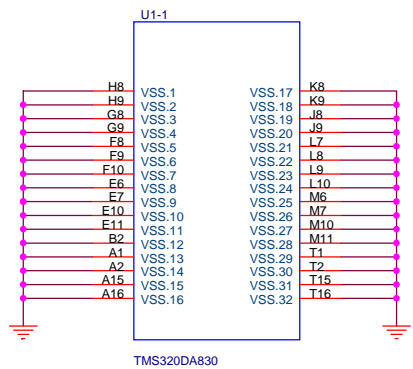 U1-1
H8 VSS.1 VSS.17 K8
H9 VSS.2 VSS.18 K9
G8 VSS.3 VSS.19 J8
G9 VSS.4 VSS.20 J9
F8 VSS.5 VSS.21 L7
F9 VSS.6 VSS.22 L8
F10 VSS.7 VSS.23 L9
E6 VSS.8 VSS.24 L10
E7 VSS.9 VSS.25 M6
E10 VSS.10 VSS.26 M7
E11 VSS.11 VSS.27 M10
B2 VSS.12 VSS.28 M11
A1 VSS.13 VSS.29 T1
A2 VSS.14 VSS.30 T2
A15 VSS.15 VSS.31 T15
A16 VSS.16 VSS.32 T16
TMS320DA830